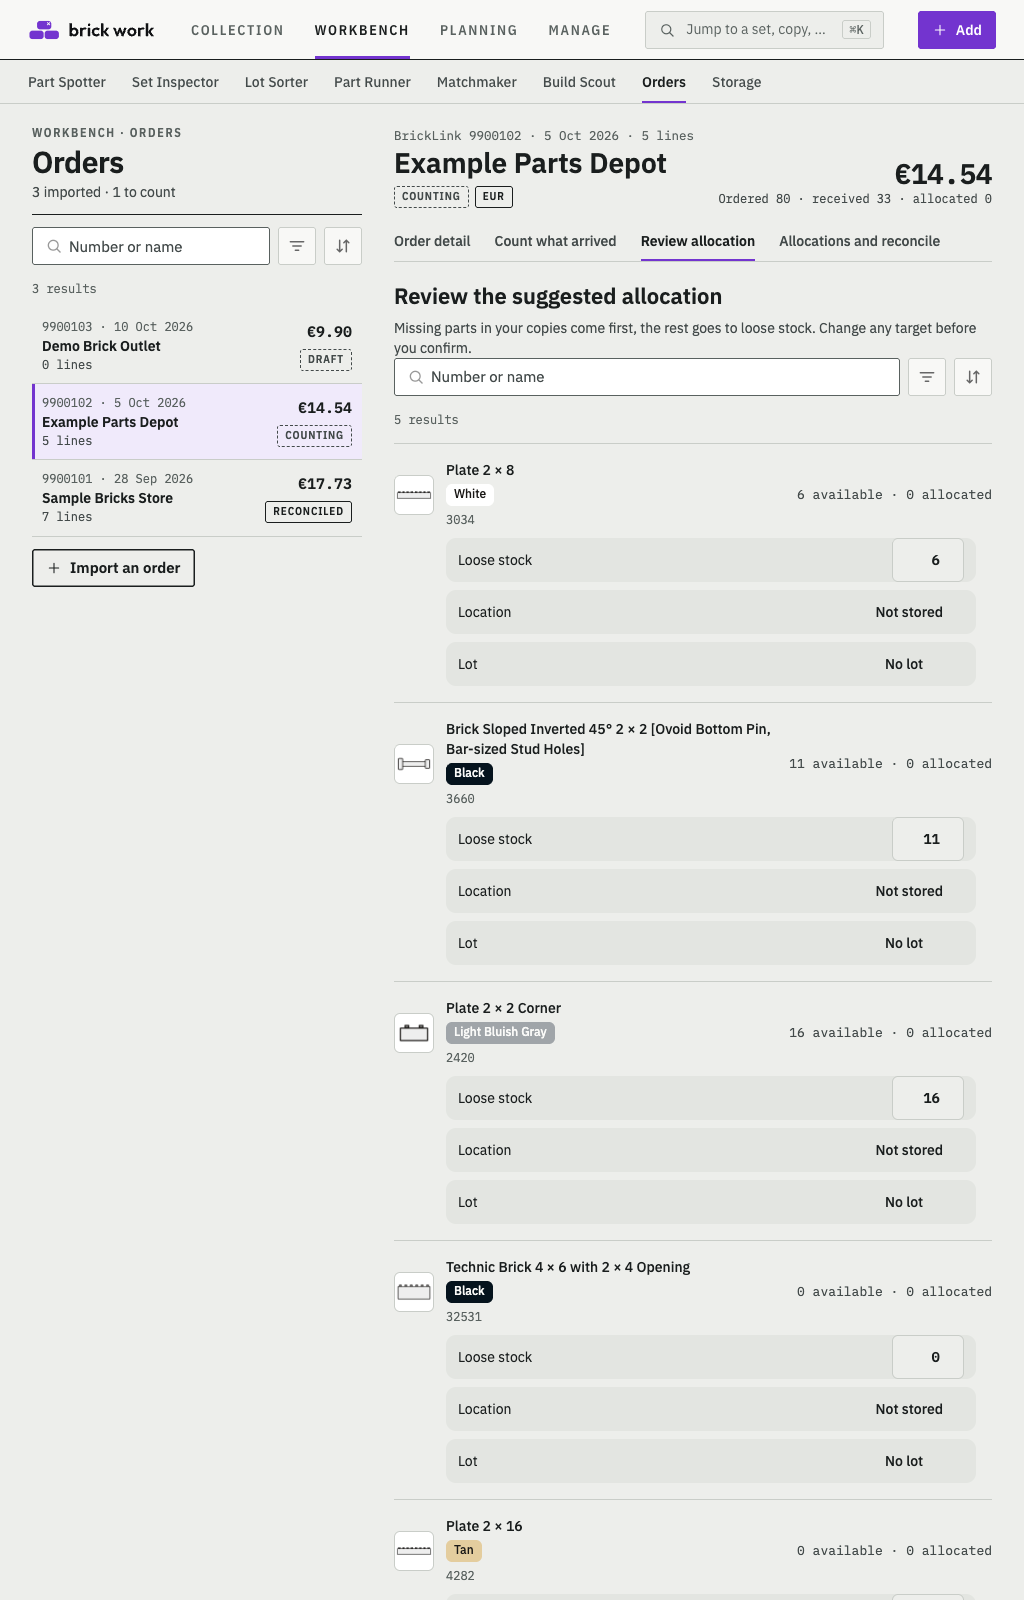 brick work
COLLECTION
WORKBENCH
PLANNING
MANAGE
Jump to a set, copy, ...
⌘K
Add
Part Spotter
Set Inspector
Lot Sorter
Part Runner
Matchmaker
Build Scout
Orders
Storage
WORKBENCH · ORDERS
Orders
3 imported · 1 to count
Number or name
3 results
9900103 · 10 Oct 2026
Demo Brick Outlet
0 lines
€9.90
DRAFT
9900102 · 5 Oct 2026
Example Parts Depot
5 lines
€14.54
COUNTING
9900101 · 28 Sep 2026
Sample Bricks Store
7 lines
€17.73
RECONCILED
Import an order
BrickLink 9900102 · 5 Oct 2026 · 5 lines
Example Parts Depot
COUNTING
EUR
€14.54
Ordered 80 · received 33 · allocated 0
Order detail
Count what arrived
Review allocation
Allocations and reconcile
Review the suggested allocation
Missing parts in your copies come first, the rest goes to loose stock. Change any target before
you confirm.
Number or name
5 results
Plate 2 × 8
White
3034
6 available · 0 allocated
Loose stock
6
Location
Not stored
Lot
No lot
Brick Sloped Inverted 45° 2 × 2 [Ovoid Bottom Pin,
Bar-sized Stud Holes]
Black
3660
11 available · 0 allocated
Loose stock
11
Location
Not stored
Lot
No lot
Plate 2 × 2 Corner
Light Bluish Gray
2420
16 available · 0 allocated
Loose stock
16
Location
Not stored
Lot
No lot
Technic Brick 4 × 6 with 2 × 4 Opening
Black
32531
0 available · 0 allocated
Loose stock
0
Location
Not stored
Lot
No lot
Plate 2 × 16
Tan
4282
0 available · 0 allocated